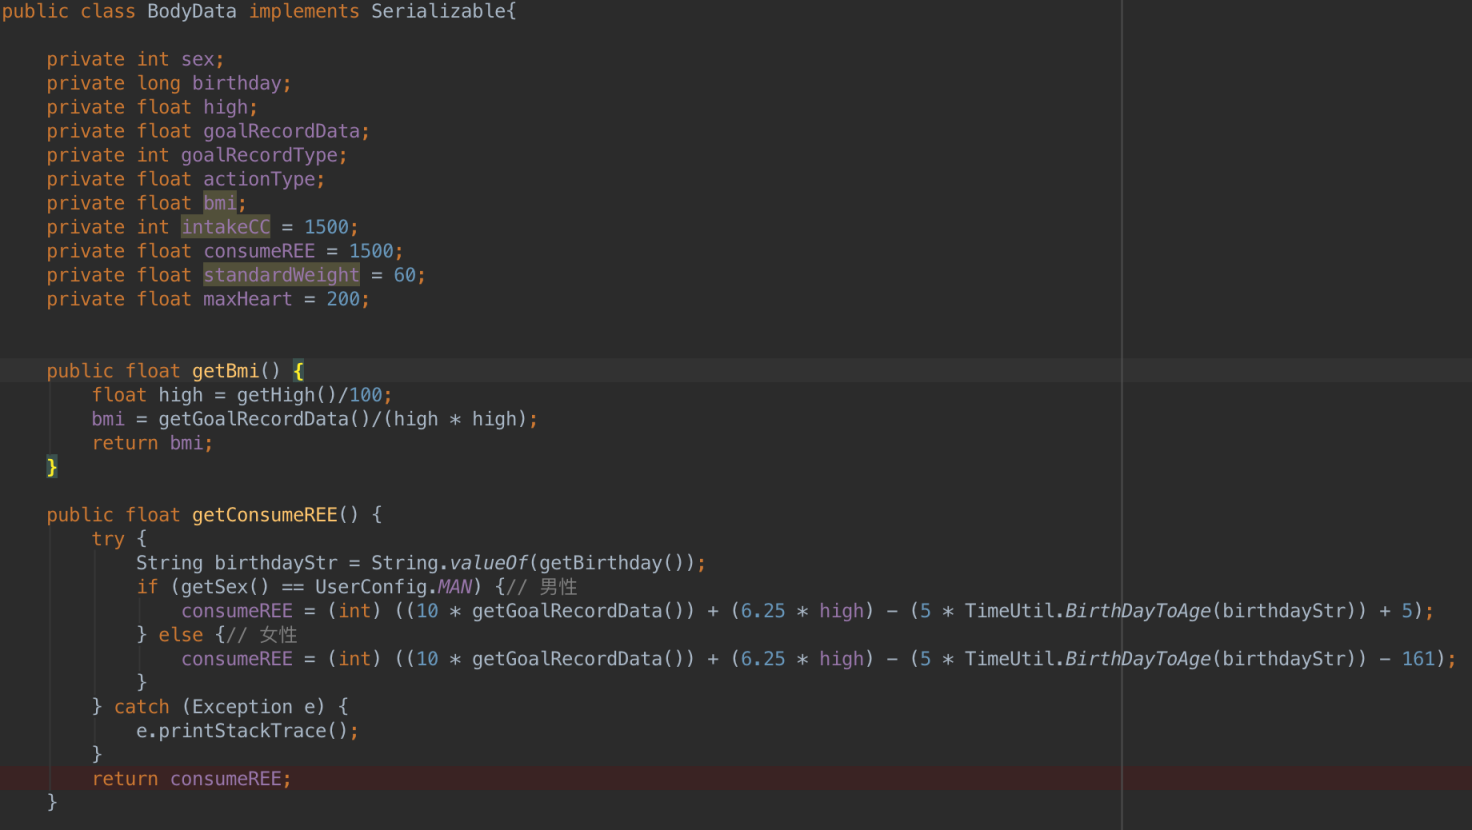 public class BodyData implements Serializable{
private int sex;
private long birthday;
private float high;
private float goalRecordData;
private int goalRecordType;
private float actionType;
private float bmi;
private int intakeCC = 1500;
private float consumeREE = 1500;
private float standardWeight = 60;
private float maxHeart = 200;
public float getBmi() {
float high = getHigh()/100;
bmi = getGoalRecordData()/(high * high);
return bmi;
}
public float getConsumeREE() {
try {
String birthdayStr = String.valueOf(getBirthday());
if (getSex() == UserConfig.MAN) {// 男性
consumeREE = (int) ((10 * getGoalRecordData()) + (6.25 * high) - (5 * TimeUtil.BirthDayToAge(birthdayStr)) + 5);
} else {// 女性
consumeREE = (int) ((10 * getGoalRecordData()) + (6.25 * high) - (5 * TimeUtil.BirthDayToAge(birthdayStr)) - 161);
}
} catch (Exception e) {
e.printStackTrace();
}
return consumeREE;
}